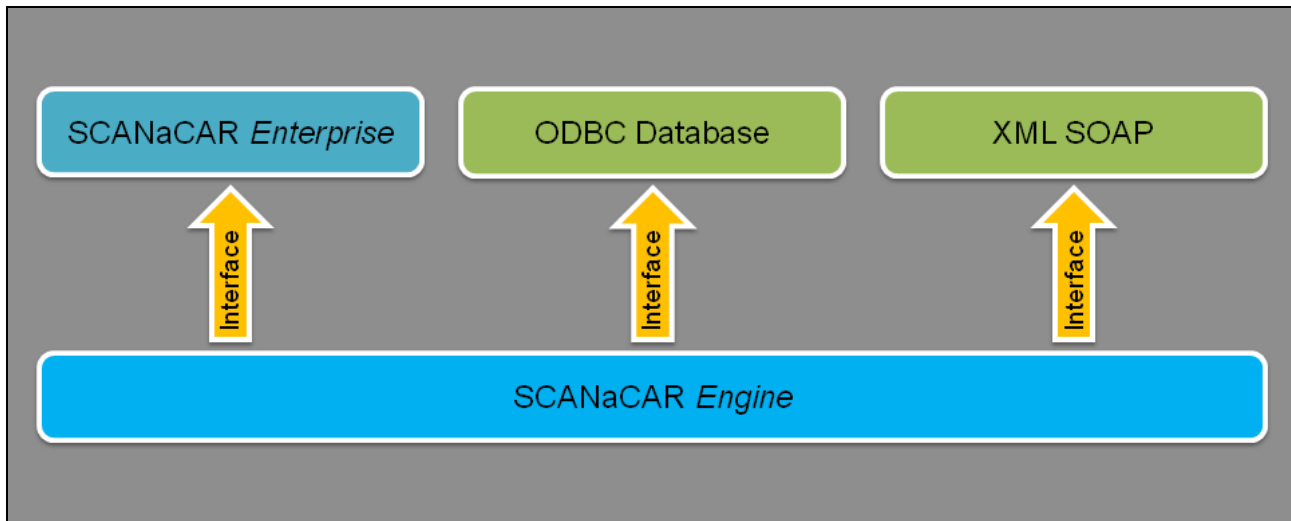 SCANaCAR Enterprise
ODBC Database
XML SOAP
Interface
Interface
Interface
SCANaCAR Engine